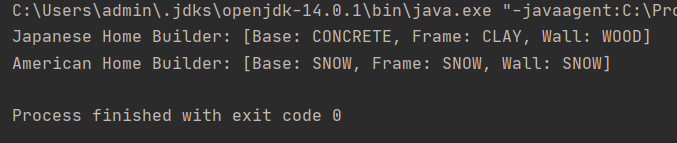 C:\Users\admin\.jdks\openjdk-14.0.1\bin\java.exe "-javaagent:C:\Pro
Japanese Home Builder: [Base: CONCRETE, Frame: CLAY, Wall: WOOD]
American Home Builder: [Base: SNOW, Frame: SNOW, Wall: SNOW]
Process finished with exit code 0